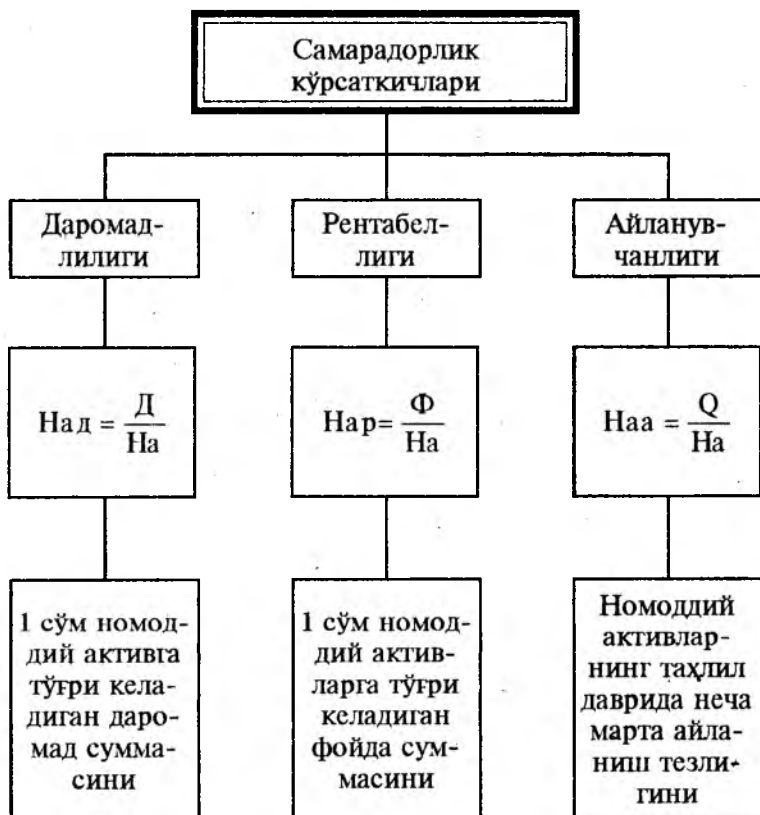 Самарадорлик
кўрсаткичлари
Даромад-
лилиги
Рентабел-
лиги
Айланув-
чанлиги
Над = Д/На
Нар= Ф/На
Наа = Q/На
1 сўм номод-
дий активга
тўғри кела-
диган даро-
мад сумма-
сини
1 сўм номод-
дий актив-
ларга тўғри
келадиган
фойда сум-
масини
Номоддий
активлар-
нинг таҳлил
даврида неча
марта айла-
ниш тезли-
гини